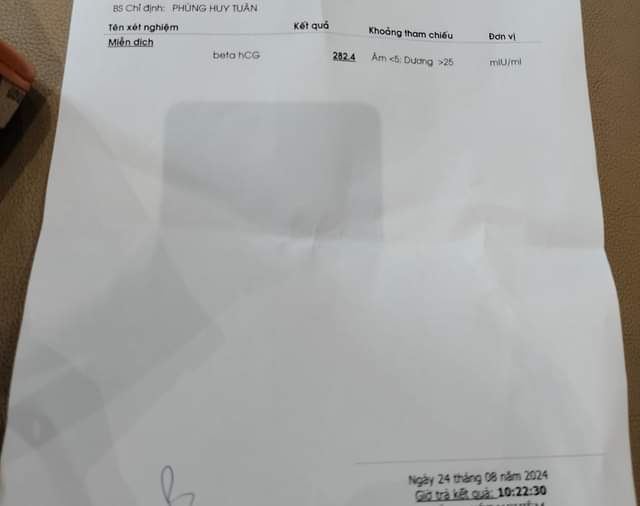 BS Chỉ định: PHÙNG HUY TUẤN
Tên xét nghiệm Kết quả Khoảng tham chiếu Đơn vị
Miễn dịch
beta hCG 282.4 Âm <5; Dương >25 mIU/ml
Ngày 24 tháng 08 năm 2024
Giờ trả kết quả: 10:22:30